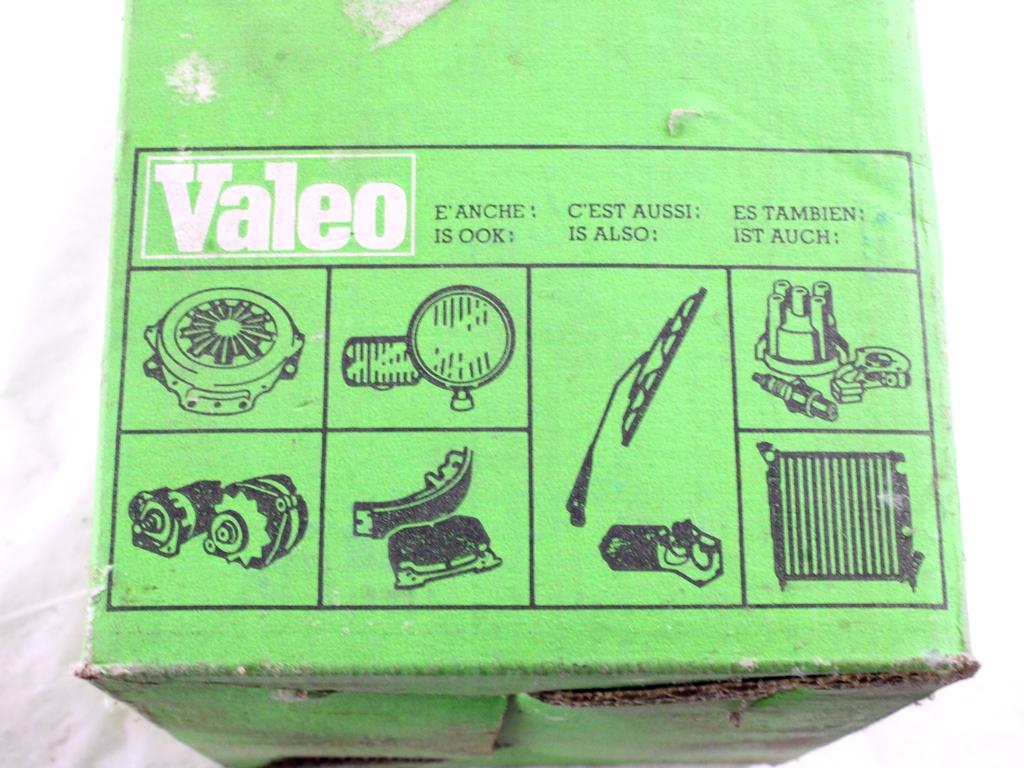 Valeo
E'ANCHE: C'EST AUSSI: ES TAMBIEN:
IS OOK: IS ALSO: IST AUCH: